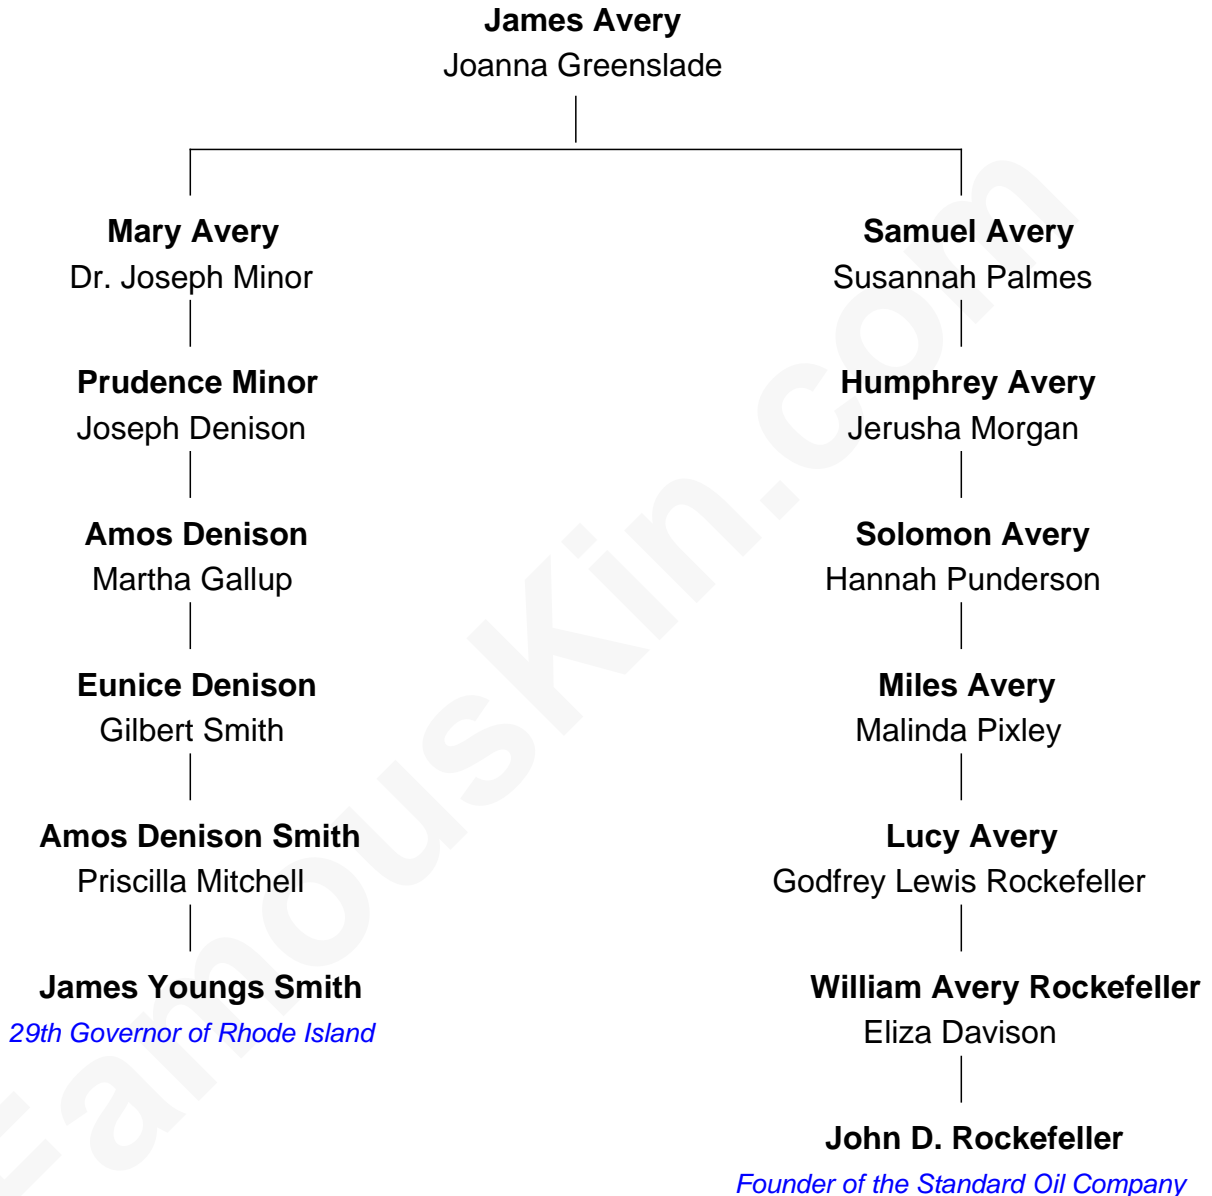 James Avery
Joanna Greenslade
Mary Avery
Dr. Joseph Minor
Samuel Avery
Susannah Palmes
Prudence Minor
Joseph Denison
Humphrey Avery
Jerusha Morgan
Amos Denison
Martha Gallup
Solomon Avery
Hannah Punderson
Eunice Denison
Gilbert Smith
Miles Avery
Malinda Pixley
Amos Denison Smith
Priscilla Mitchell
Lucy Avery
Godfrey Lewis Rockefeller
James Youngs Smith
29th Governor of Rhode Island
William Avery Rockefeller
Eliza Davison
John D. Rockefeller
Founder of the Standard Oil Company
FamousKin.com